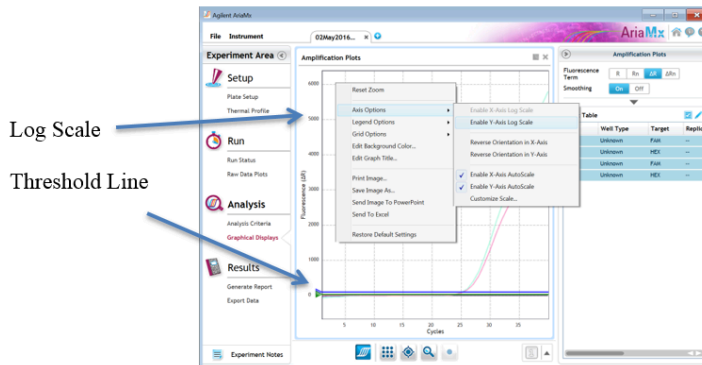 Agilent AriaMx
File Instrument
02May2016...
AriaMx
Experiment Area
Setup
Plate Setup
Thermal Profile
Run
Run Status
Raw Data Plots
Analysis
Analysis Criteria
Graphical Displays
Results
Generate Report
Export Data
Experiment Notes
Log Scale
Threshold Line
Amplification Plots
Fluorescence (ΔR)
6000
5000
4000
3000
2000
1000
0
5 10 15 20 25 30 35
Cycles
Reset Zoom
Axis Options
Legend Options
Grid Options
Edit Background Color...
Edit Graph Title...
Print Image...
Save Image As...
Send Image To PowerPoint
Send To Excel
Restore Default Settings
Enable X-Axis Log Scale
Enable Y-Axis Log Scale
Reverse Orientation in X-Axis
Reverse Orientation in Y-Axis
Enable X-Axis AutoScale
Enable Y-Axis AutoScale
Customize Scale...
Amplification Plots
Fluorescence
Term
R Rn ΔR ΔRn
Smoothing On Off
Table
Well Type Target
Unknown FAM --
Unknown HEX --
Unknown FAM --
Unknown HEX --